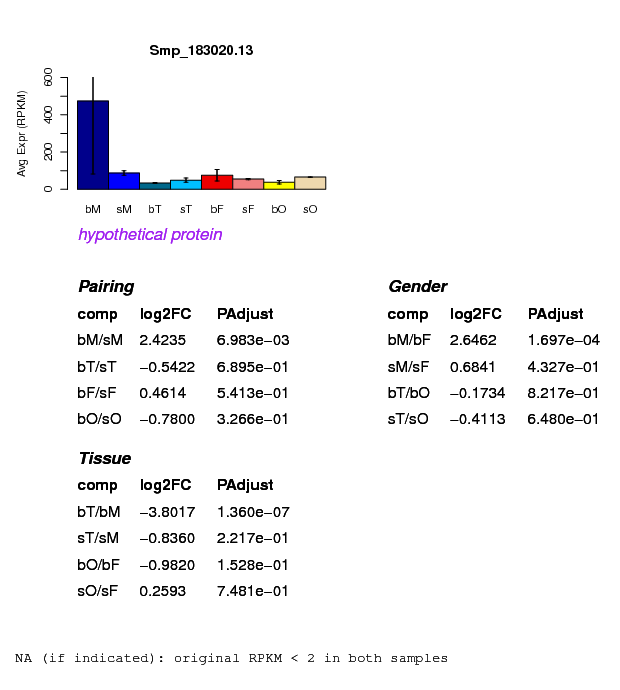 Smp_183020.13
Avg Expr (RPKM)
600
400
200
0
bM sM bT sT bF sF bO sO
hypothetical protein
Pairing
comp log2FC PAdjust
bM/sM 2.4235 6.983e−03
bT/sT −0.5422 6.895e−01
bF/sF 0.4614 5.413e−01
bO/sO −0.7800 3.266e−01
Gender
comp log2FC PAdjust
bM/bF 2.6462 1.697e−04
sM/sF 0.6841 4.327e−01
bT/bO −0.1734 8.217e−01
sT/sO −0.4113 6.480e−01
Tissue
comp log2FC PAdjust
bT/bM −3.8017 1.360e−07
sT/sM −0.8360 2.217e−01
bO/bF −0.9820 1.528e−01
sO/sF 0.2593 7.481e−01
NA (if indicated): original RPKM < 2 in both samples